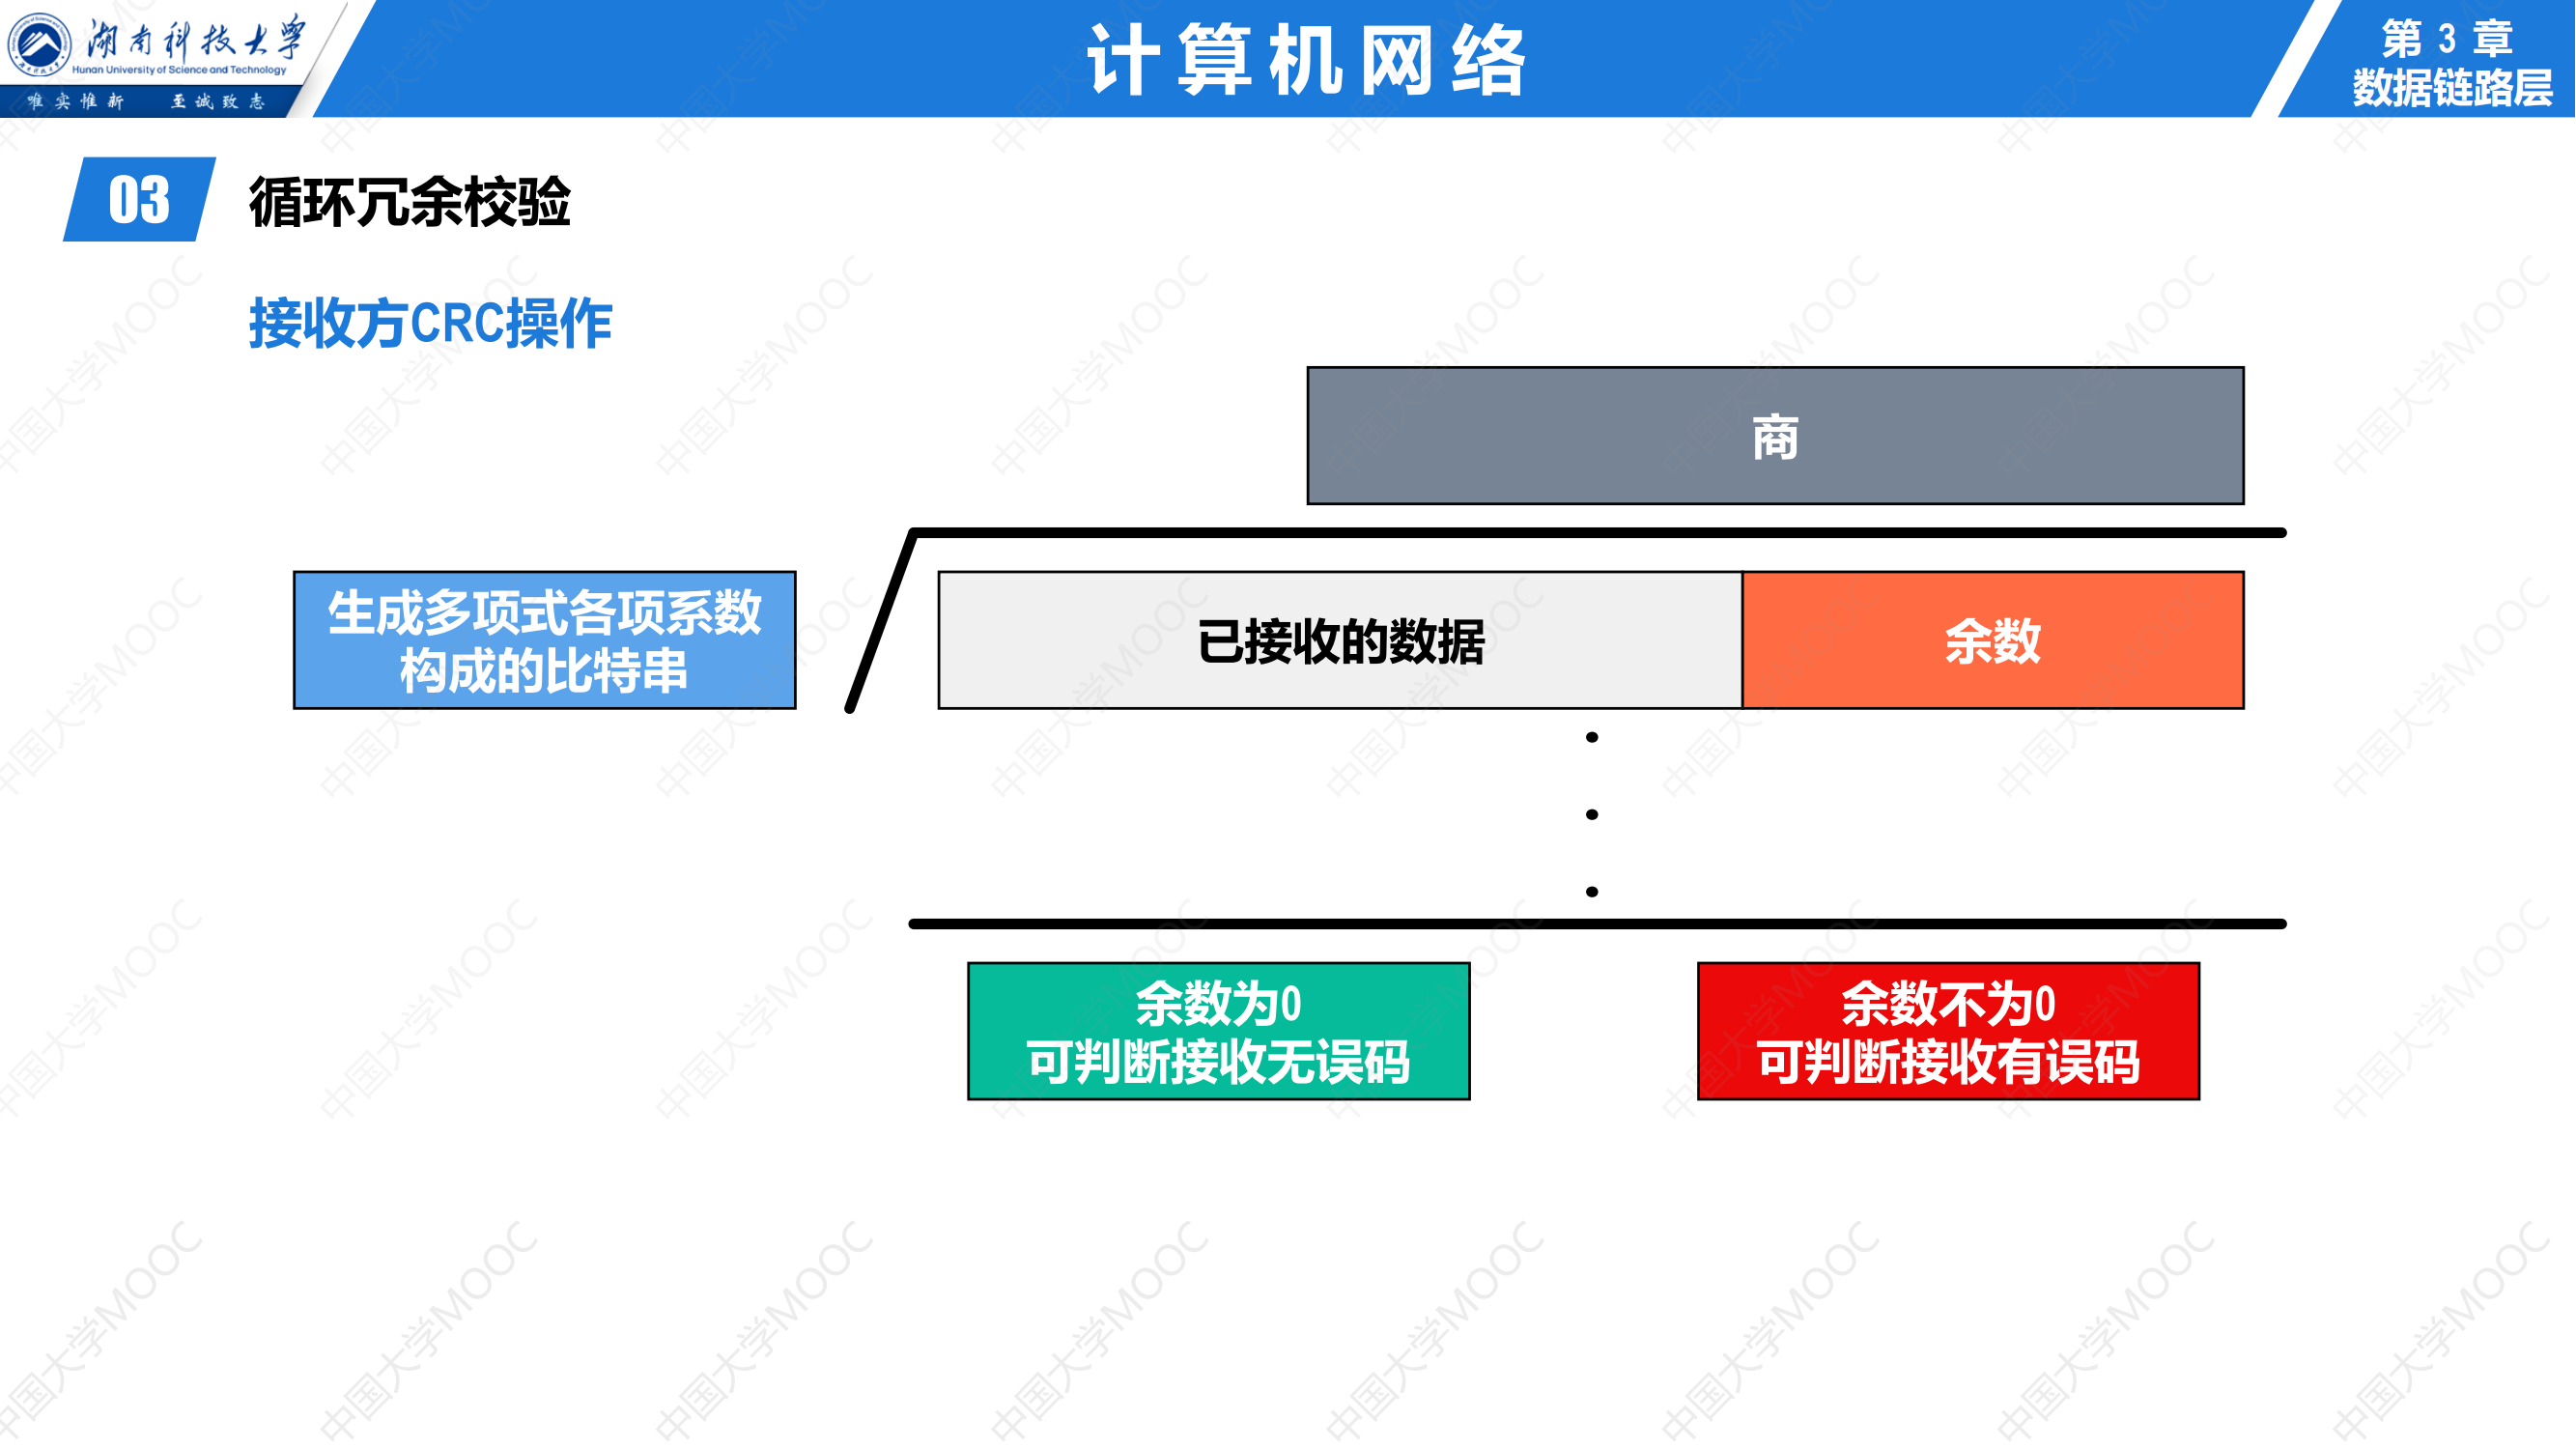 湖南科技大学
Hunan University of Science and Technology
唯实惟新 至诚致志
计算机网络
第 3 章
数据链路层
03
循环冗余校验
接收方CRC操作
商
生成多项式各项系数
构成的比特串
已接收的数据
余数
余数为0
可判断接收无误码
余数不为0
可判断接收有误码
中国大学MOOC